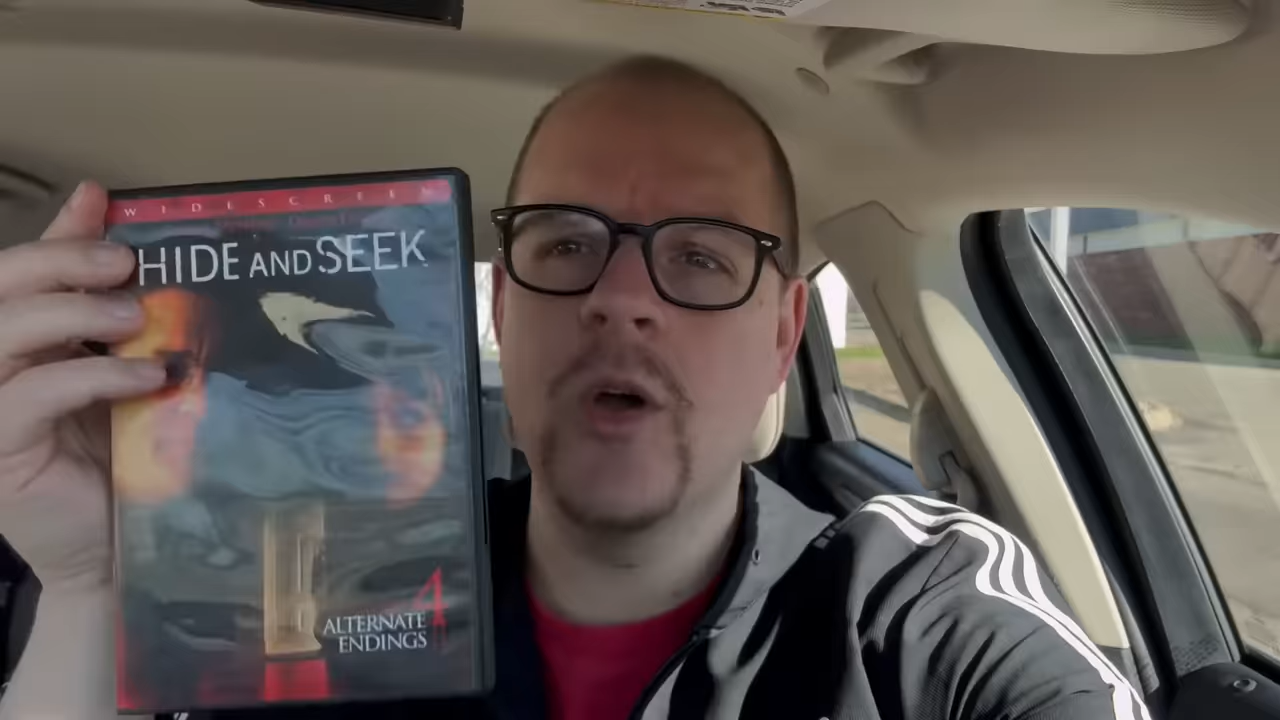 WIDESCREEN
HIDE AND SEEK
4
ALTERNATE
ENDINGS